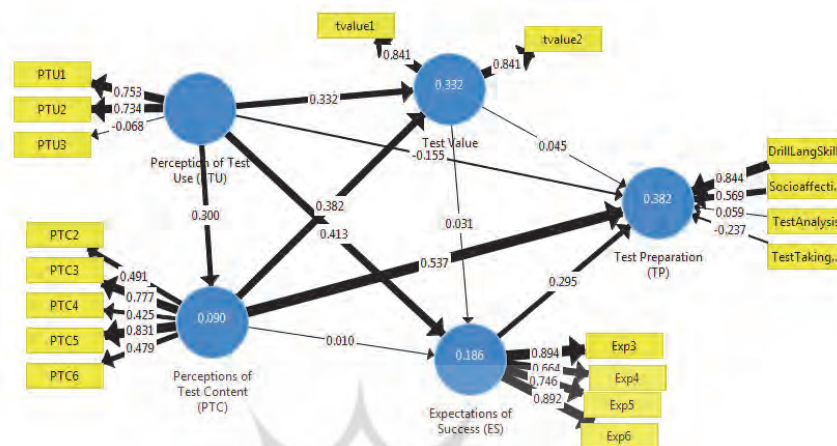 tvalue1
0.841
0.841
tvalue2
PTU1
PTU2
PTU3
0.753
0.734
-0.068
0.332
0.332
Perception of Test
Use (PTU)
Test Value
-0.155
0.045
DrillLangSkill
Socioaffecti...
TestAnalysis
TestTaking...
0.844
0.569
0.059
-0.237
0.382
Test Preparation
(TP)
0.300
0.382
0.413
0.031
0.537
0.295
PTC2
PTC3
PTC4
PTC5
PTC6
0.491
0.777
0.425
0.831
0.479
0.090
0.010
Perceptions of
Test Content
(PTC)
0.186
Expectations of
Success (ES)
0.894
0.664
0.746
0.892
Exp3
Exp4
Exp5
Exp6